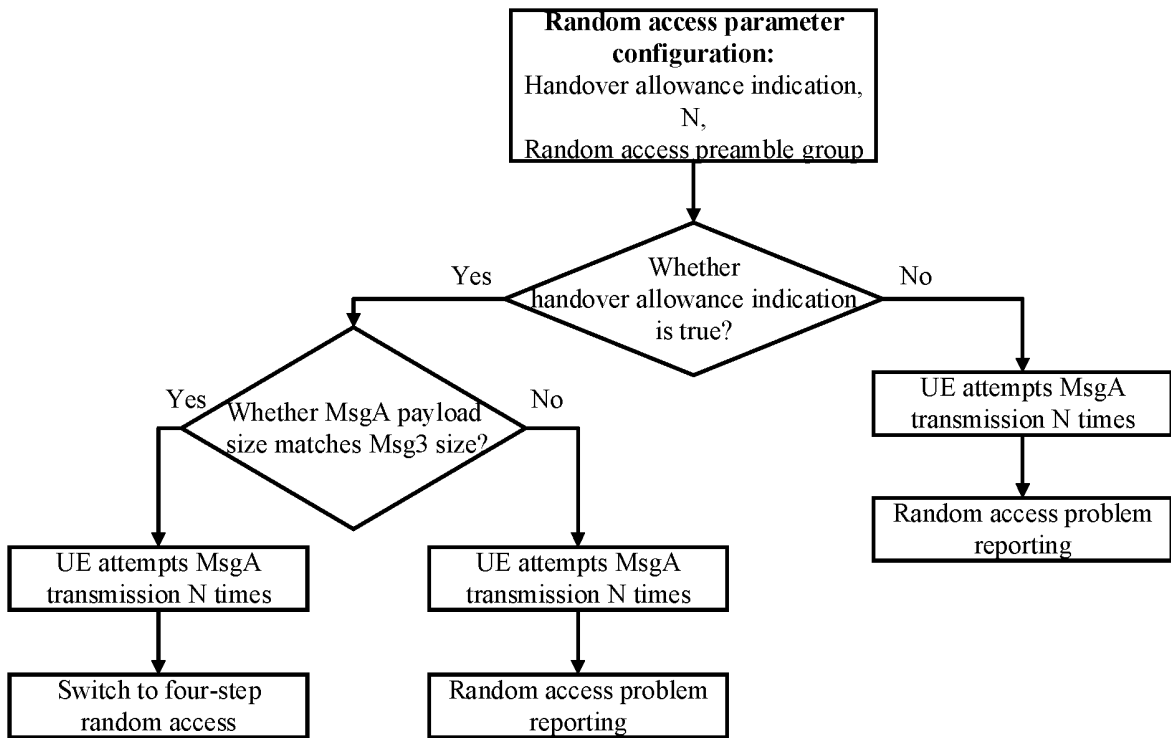 Random access parameter
configuration:
Handover allowance indication,
N,
Random access preamble group
Whether
handover allowance indication
is true?
Yes
No
Whether MsgA payload
size matches Msg3 size?
Yes
No
UE attempts MsgA
transmission N times
Random access problem
reporting
UE attempts MsgA
transmission N times
Switch to four-step
random access
UE attempts MsgA
transmission N times
Random access problem
reporting